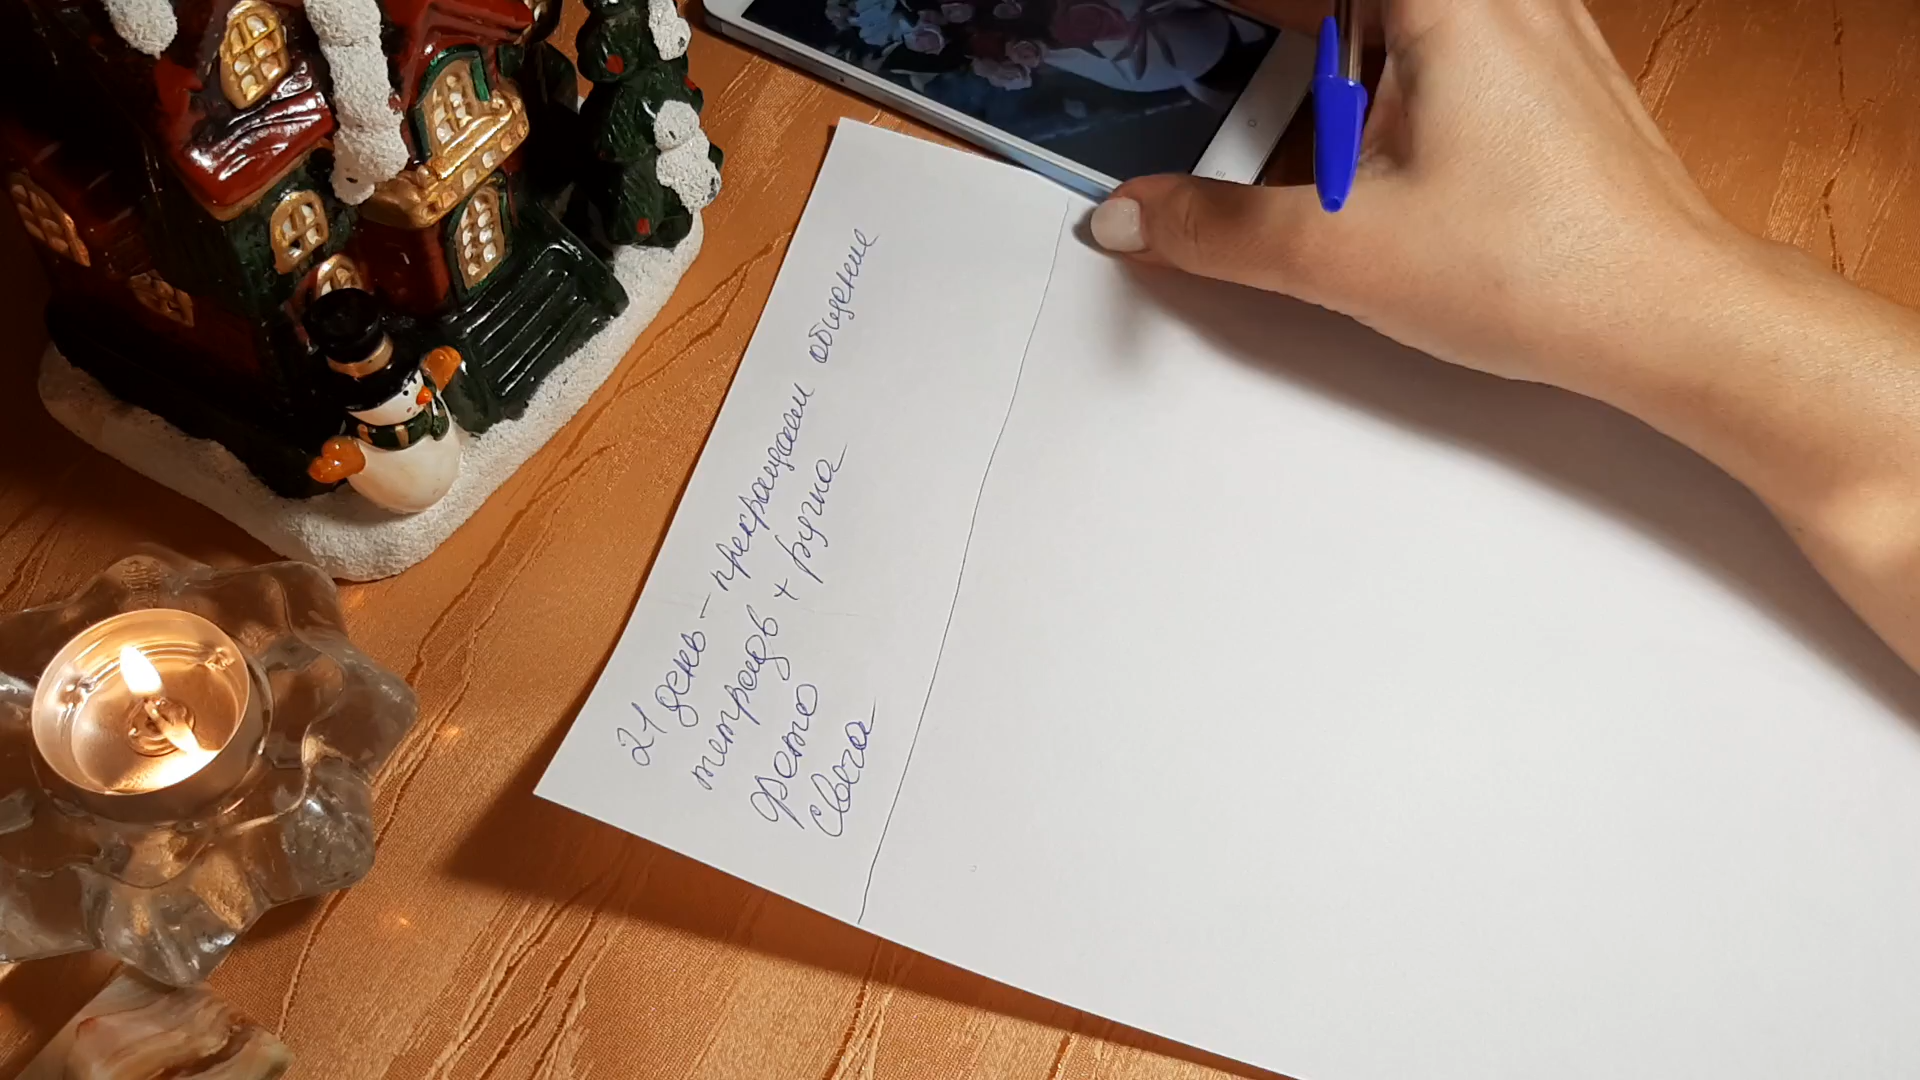 21 день – прекращаем общение
тетрадь + ручка
фото
свеча